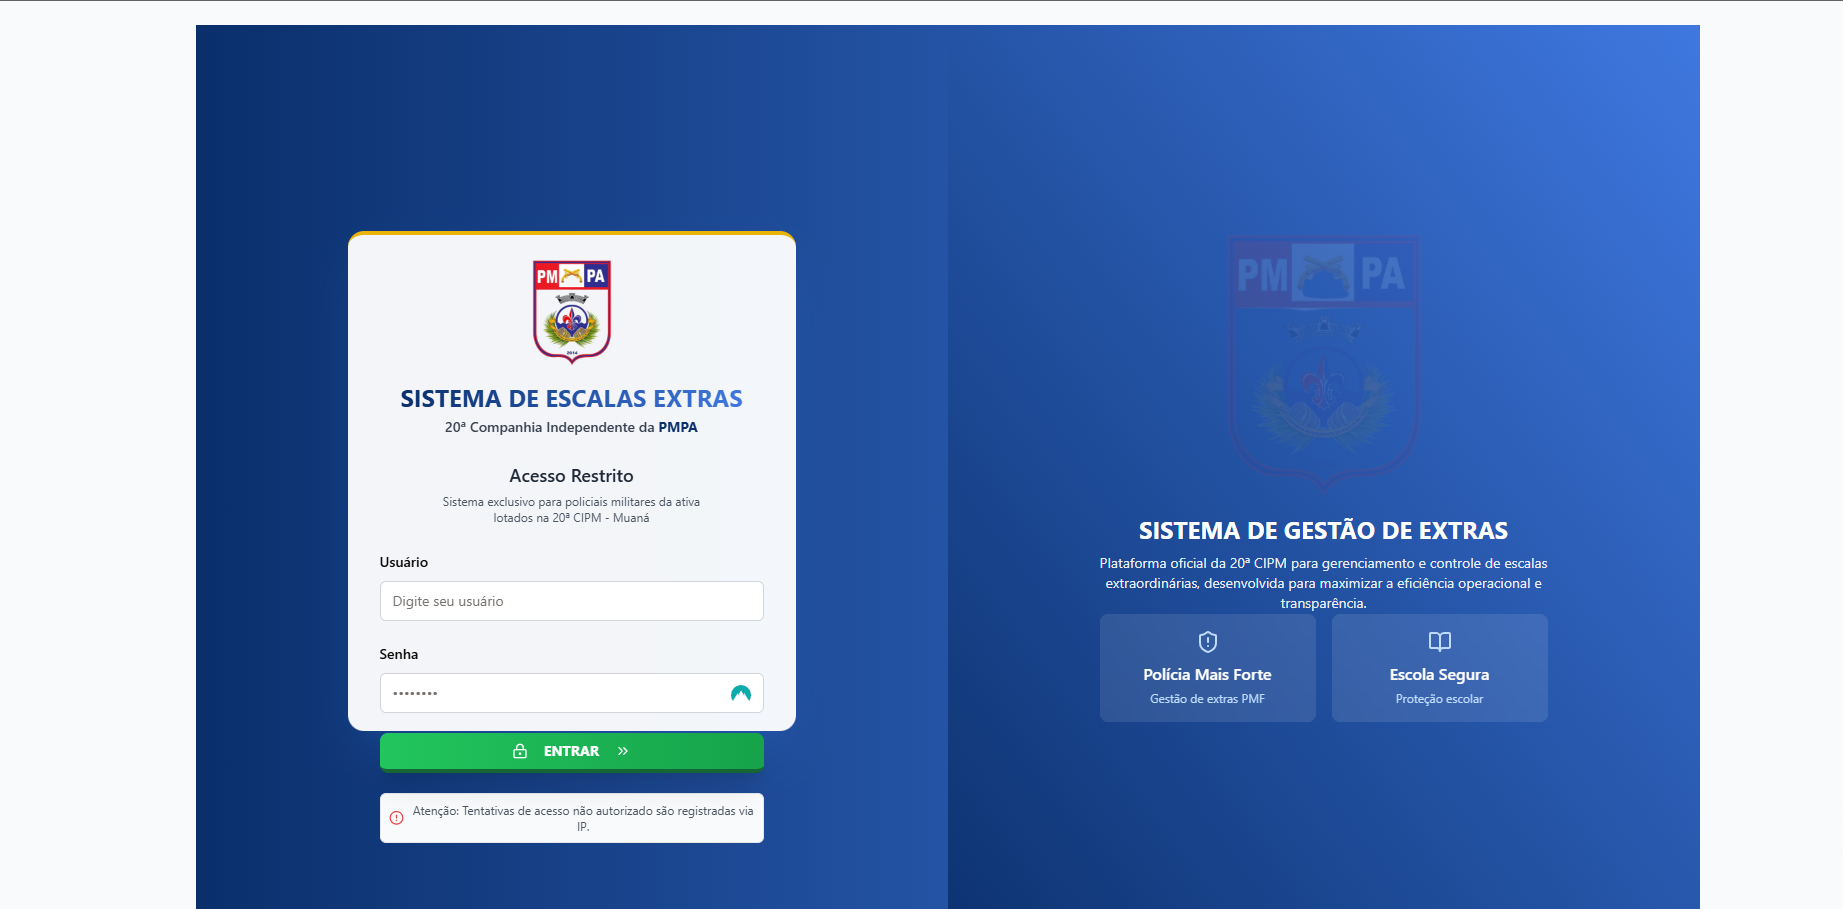 PM PA
2014
SISTEMA DE ESCALAS EXTRAS
20ª Companhia Independente da PMPA
Acesso Restrito
Sistema exclusivo para policiais militares da ativa
lotados na 20ª CIPM - Muaná
Usuário
Digite seu usuário
Senha
••••••••
ENTRAR
Atenção: Tentativas de acesso não autorizado são registradas via
IP.
PM PA
SISTEMA DE GESTÃO DE EXTRAS
Plataforma oficial da 20ª CIPM para gerenciamento e controle de escalas
extraordinárias, desenvolvida para maximizar a eficiência operacional e
transparência.
Polícia Mais Forte
Gestão de extras PMF
Escola Segura
Proteção escolar